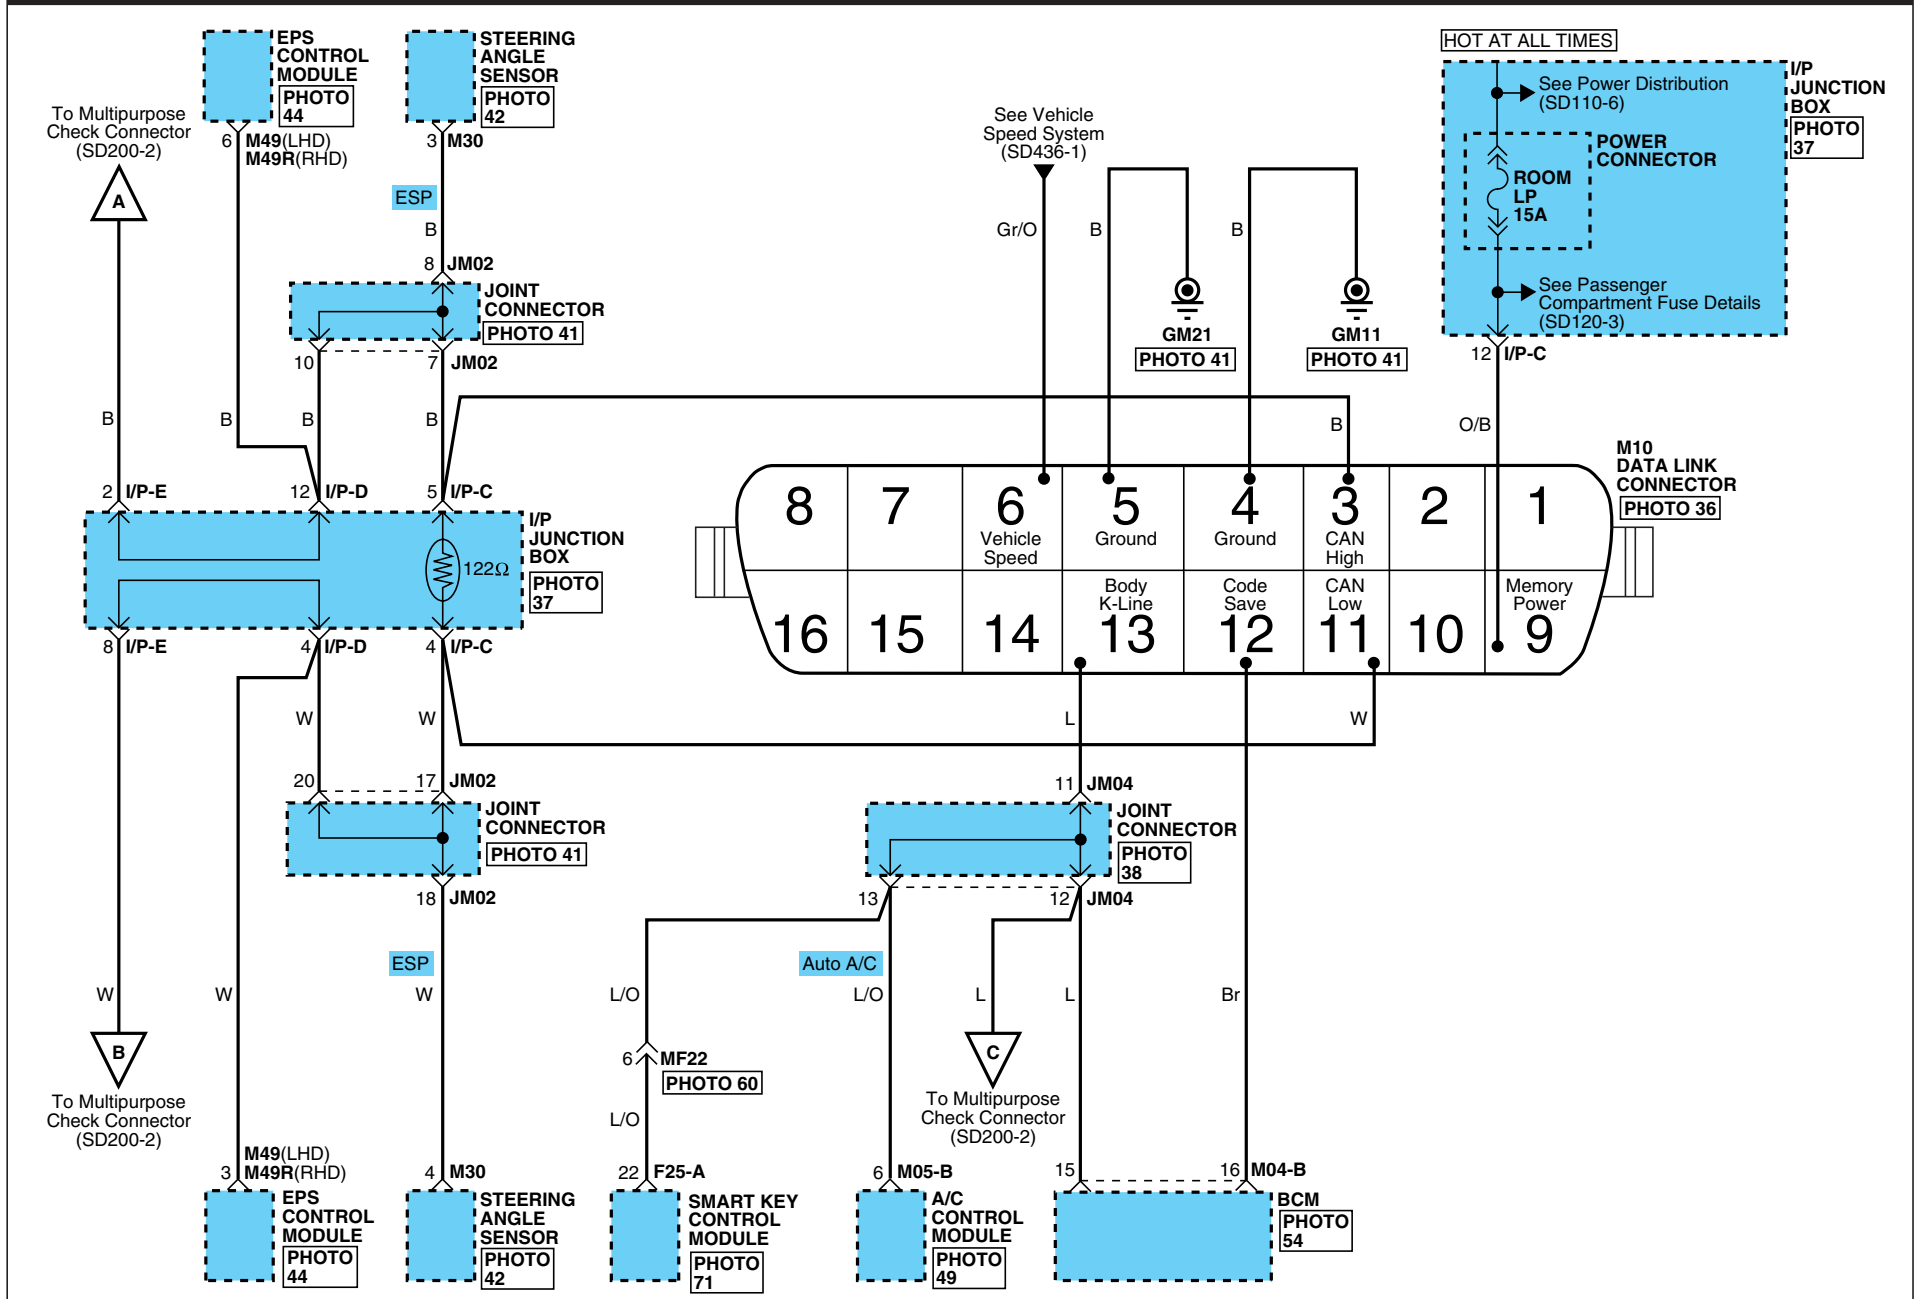 EPS
CONTROL
MODULE
PHOTO
44
STEERING
ANGLE
SENSOR
PHOTO
42
HOT AT ALL TIMES
I/P
JUNCTION
BOX
PHOTO
37
See Power Distribution
(SD110-6)
POWER
CONNECTOR
ROOM
LP
15A
See Passenger
Compartment Fuse Details
(SD120-3)
12 I/P-C
To Multipurpose
Check Connector
(SD200-2)
A
6 M49(LHD)
M49R(RHD)
3 M30
See Vehicle
Speed System
(SD436-1)
ESP
B
Gr/O
B
B
8 JM02
JOINT
CONNECTOR
PHOTO 41
10
7 JM02
GM21
PHOTO 41
GM11
PHOTO 41
B
B
B
B
B
O/B
M10
DATA LINK
CONNECTOR
PHOTO 36
2 I/P-E
12 I/P-D
5 I/P-C
I/P
JUNCTION
BOX
PHOTO
37
122Ω
8
7
6
Vehicle
Speed
5
Ground
4
Ground
3
CAN
High
2
1
16
15
14
Body
K-Line
13
Code
Save
12
CAN
Low
11
10
Memory
Power
9
8 I/P-E
4 I/P-D
4 I/P-C
W
W
L
W
20
17 JM02
JOINT
CONNECTOR
PHOTO 41
18 JM02
11 JM04
JOINT
CONNECTOR
PHOTO
38
13
12 JM04
ESP
Auto A/C
W
W
W
L/O
L/O
L
L
Br
B
To Multipurpose
Check Connector
(SD200-2)
6 MF22
PHOTO 60
L/O
C
To Multipurpose
Check Connector
(SD200-2)
M49(LHD)
3 M49R(RHD)
EPS
CONTROL
MODULE
PHOTO
44
4 M30
STEERING
ANGLE
SENSOR
PHOTO
42
22 F25-A
SMART KEY
CONTROL
MODULE
PHOTO
71
6 M05-B
A/C
CONTROL
MODULE
PHOTO
49
15
16 M04-B
BCM
PHOTO
54